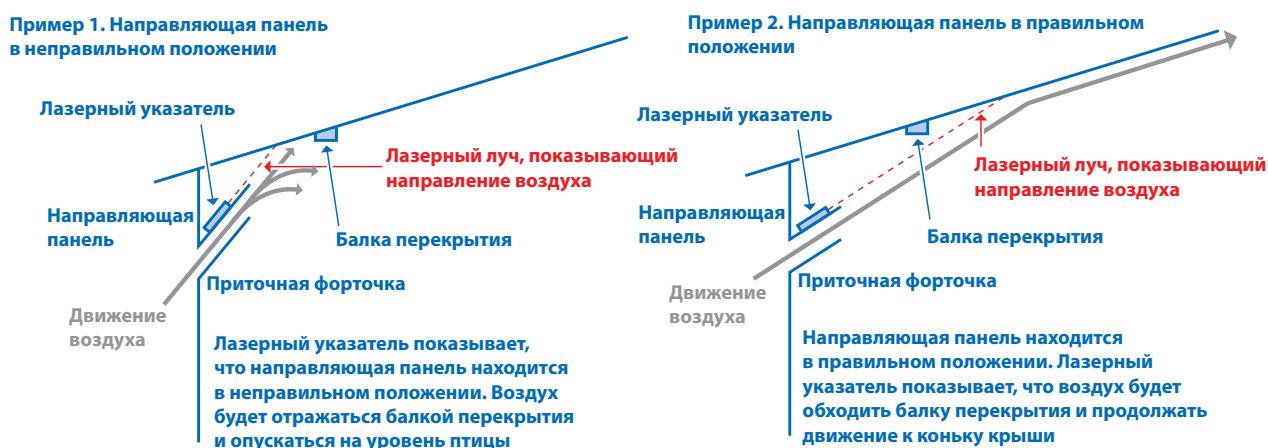 Пример 1. Направляющая панель
в неправильном положении
Лазерный указатель
Лазерный луч, показывающий
направление воздуха
Направляющая
панель
Балка перекрытия
Приточная форточка
Движение
воздуха
Лазерный указатель показывает,
что направляющая панель находится
в неправильном положении. Воздух
будет отражаться балкой перекрытия
и опускаться на уровень птицы
Пример 2. Направляющая панель в правильном
положении
Лазерный указатель
Лазерный луч, показывающий
направление воздуха
Направляющая
панель
Балка перекрытия
Приточная форточка
Движение
воздуха
Направляющая панель находится
в правильном положении. Лазерный
указатель показывает, что воздух будет
обходить балку перекрытия и продолжать
движение к коньку крыши